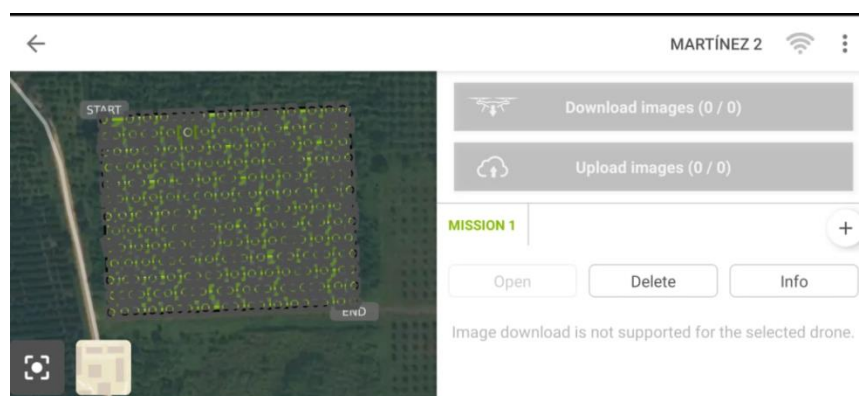 MARTÍNEZ 2
START
END
Download images (0 / 0)
Upload images (0 / 0)
MISSION 1
+
Open
Delete
Info
Image download is not supported for the selected drone.